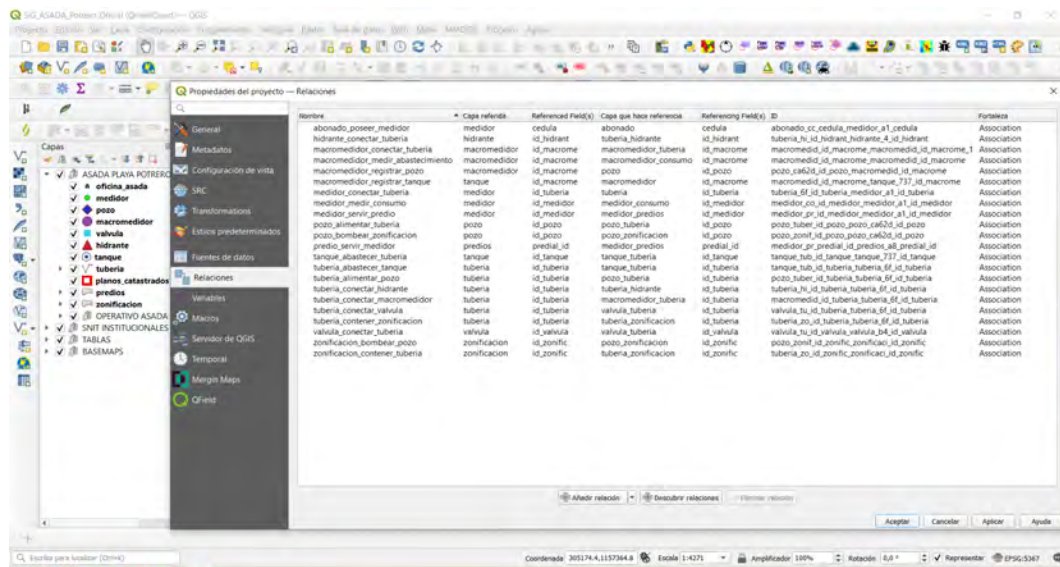 SIG_ASADA_Potrero_Oficial (QmixelCount) — QGIS
Propiedades del proyecto — Relaciones
General
Metadatos
Configuración de vista
SRC
Transformations
Estilos predeterminados
Fuentes de datos
Relaciones
Variables
Macros
Servidor de QGIS
Temporal
Mergin Maps
QField
Capas
ASADA PLAYA POTRERO
oficina_asada
medidor
pozo
macromedidor
valvula
hidrante
tanque
tuberia
planos_catastrados
predios
zonificacion
OPERATIVO ASADA
SNIT INSTITUCIONALES
TABLAS
BASEMAPS
Nombre Capa referida Referenced Field(s) Capa que hace referencia Referencing Field(s) ID Fortaleza
abonado_poseer_medidor medidor cedula abonado cedula abonado_cc_cedula_medidor_a1_cedula Association
hidrante_conectar_tuberia hidrante id_hidrant tuberia_hidrante id_hidrant tuberia_hi_id_hidrant_hidrante_4_id_hidrant Association
macromedidor_conectar_tuberia macromedidor id_macrome macromedidor_tuberia id_macrome macromedid_id_macrome_macromedid_id_macrome_1 Association
macromedidor_medir_abastecimiento macromedidor id_macrome macromedidor_consumo id_macrome macromedid_id_macrome_macromedid_id_macrome Association
macromedidor_registrar_pozo macromedidor id_macrome pozo id_macrome pozo_ca62d_id_pozo_macromedid_id_macrome Association
macromedidor_registrar_tanque tanque id_macrome macromedidor id_macrome macromedid_id_macrome_tanque_737_id_macrome Association
medidor_conectar_tuberia medidor id_tuberia tuberia id_tuberia tuberia_6f_id_tuberia_medidor_a1_id_tuberia Association
medidor_medir_consumo medidor id_medidor medidor_consumo id_medidor medidor_co_id_medidor_medidor_a1_id_medidor Association
medidor_servir_predio medidor id_medidor medidor_predios id_medidor medidor_pr_id_medidor_medidor_a1_id_medidor Association
pozo_alimentar_tuberia pozo id_pozo pozo_tuberia id_pozo pozo_tuber_id_pozo_pozo_ca62d_id_pozo Association
pozo_bombear_zonificacion pozo id_pozo pozo_zonificacion id_pozo pozo_zonif_id_pozo_pozo_ca62d_id_pozo Association
predio_servir_medidor predios predial_id medidor_predios predial_id medidor_pr_predial_id_predios_a8_predial_id Association
tanque_abastecer_tuberia tanque id_tanque tanque_tuberia id_tanque tanque_tub_id_tanque_tanque_737_id_tanque Association
tuberia_abastecer_tanque tuberia id_tuberia tanque_tuberia id_tuberia tanque_tub_id_tuberia_tuberia_6f_id_tuberia Association
tuberia_alimentar_pozo tuberia id_tuberia pozo_tuberia id_tuberia pozo_tuber_id_tuberia_tuberia_6f_id_tuberia Association
tuberia_conectar_hidrante tuberia id_tuberia tuberia_hidrante id_tuberia tuberia_hi_id_tuberia_tuberia_6f_id_tuberia Association
tuberia_conectar_macromedidor tuberia id_tuberia macromedidor_tuberia id_tuberia macromedid_id_tuberia_tuberia_6f_id_tuberia Association
tuberia_conectar_valvula tuberia id_tuberia valvula_tuberia id_tuberia valvula_tu_id_tuberia_tuberia_6f_id_tuberia Association
tuberia_contener_zonificacion tuberia id_tuberia tuberia_zonificacion id_tuberia tuberia_zo_id_tuberia_tuberia_6f_id_tuberia Association
valvula_conectar_tuberia valvula id_valvula valvula_tuberia id_valvula valvula_tu_id_valvula_valvula_b4_id_valvula Association
zonificacion_bombear_pozo zonificacion id_zonific pozo_zonificacion id_zonific pozo_zonif_id_zonific_zonificaci_id_zonific Association
zonificacion_contener_tuberia zonificacion id_zonific tuberia_zonificacion id_zonific tuberia_zo_id_zonific_zonificaci_id_zonific Association
Añadir relación Descubrir relaciones Eliminar relación
Aceptar Cancelar Aplicar Ayuda
Escriba para localizar (Ctrl+K) Coordenada 305174.4,1157364.8 Escala 1:4271 Amplificador 100% Rotación 0,0 ° Representar EPSG:5367